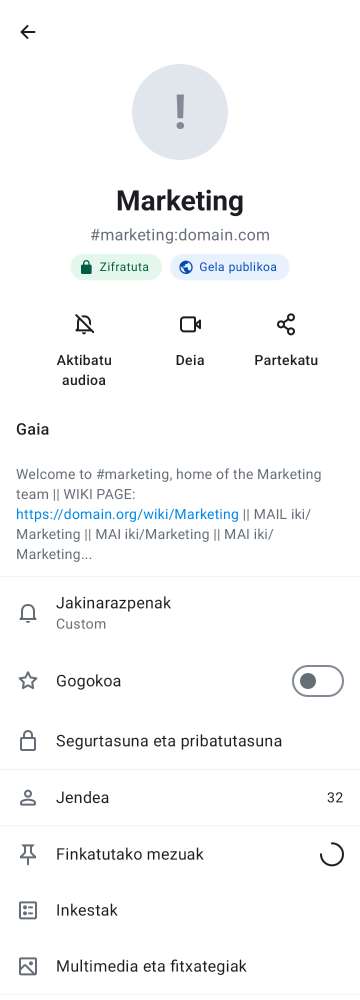 !
Marketing
#marketing:domain.com
Zifratuta
Gela publikoa
Aktibatu
audioa
Deia
Partekatu
Gaia
Welcome to #marketing, home of the Marketing
team || WIKI PAGE:
https://domain.org/wiki/Marketing || MAIL iki/
Marketing || MAI iki/Marketing || MAI iki/
Marketing...
Jakinarazpenak
Custom
Gogokoa
Segurtasuna eta pribatutasuna
Jendea
32
Finkatutako mezuak
Inkestak
Multimedia eta fitxategiak